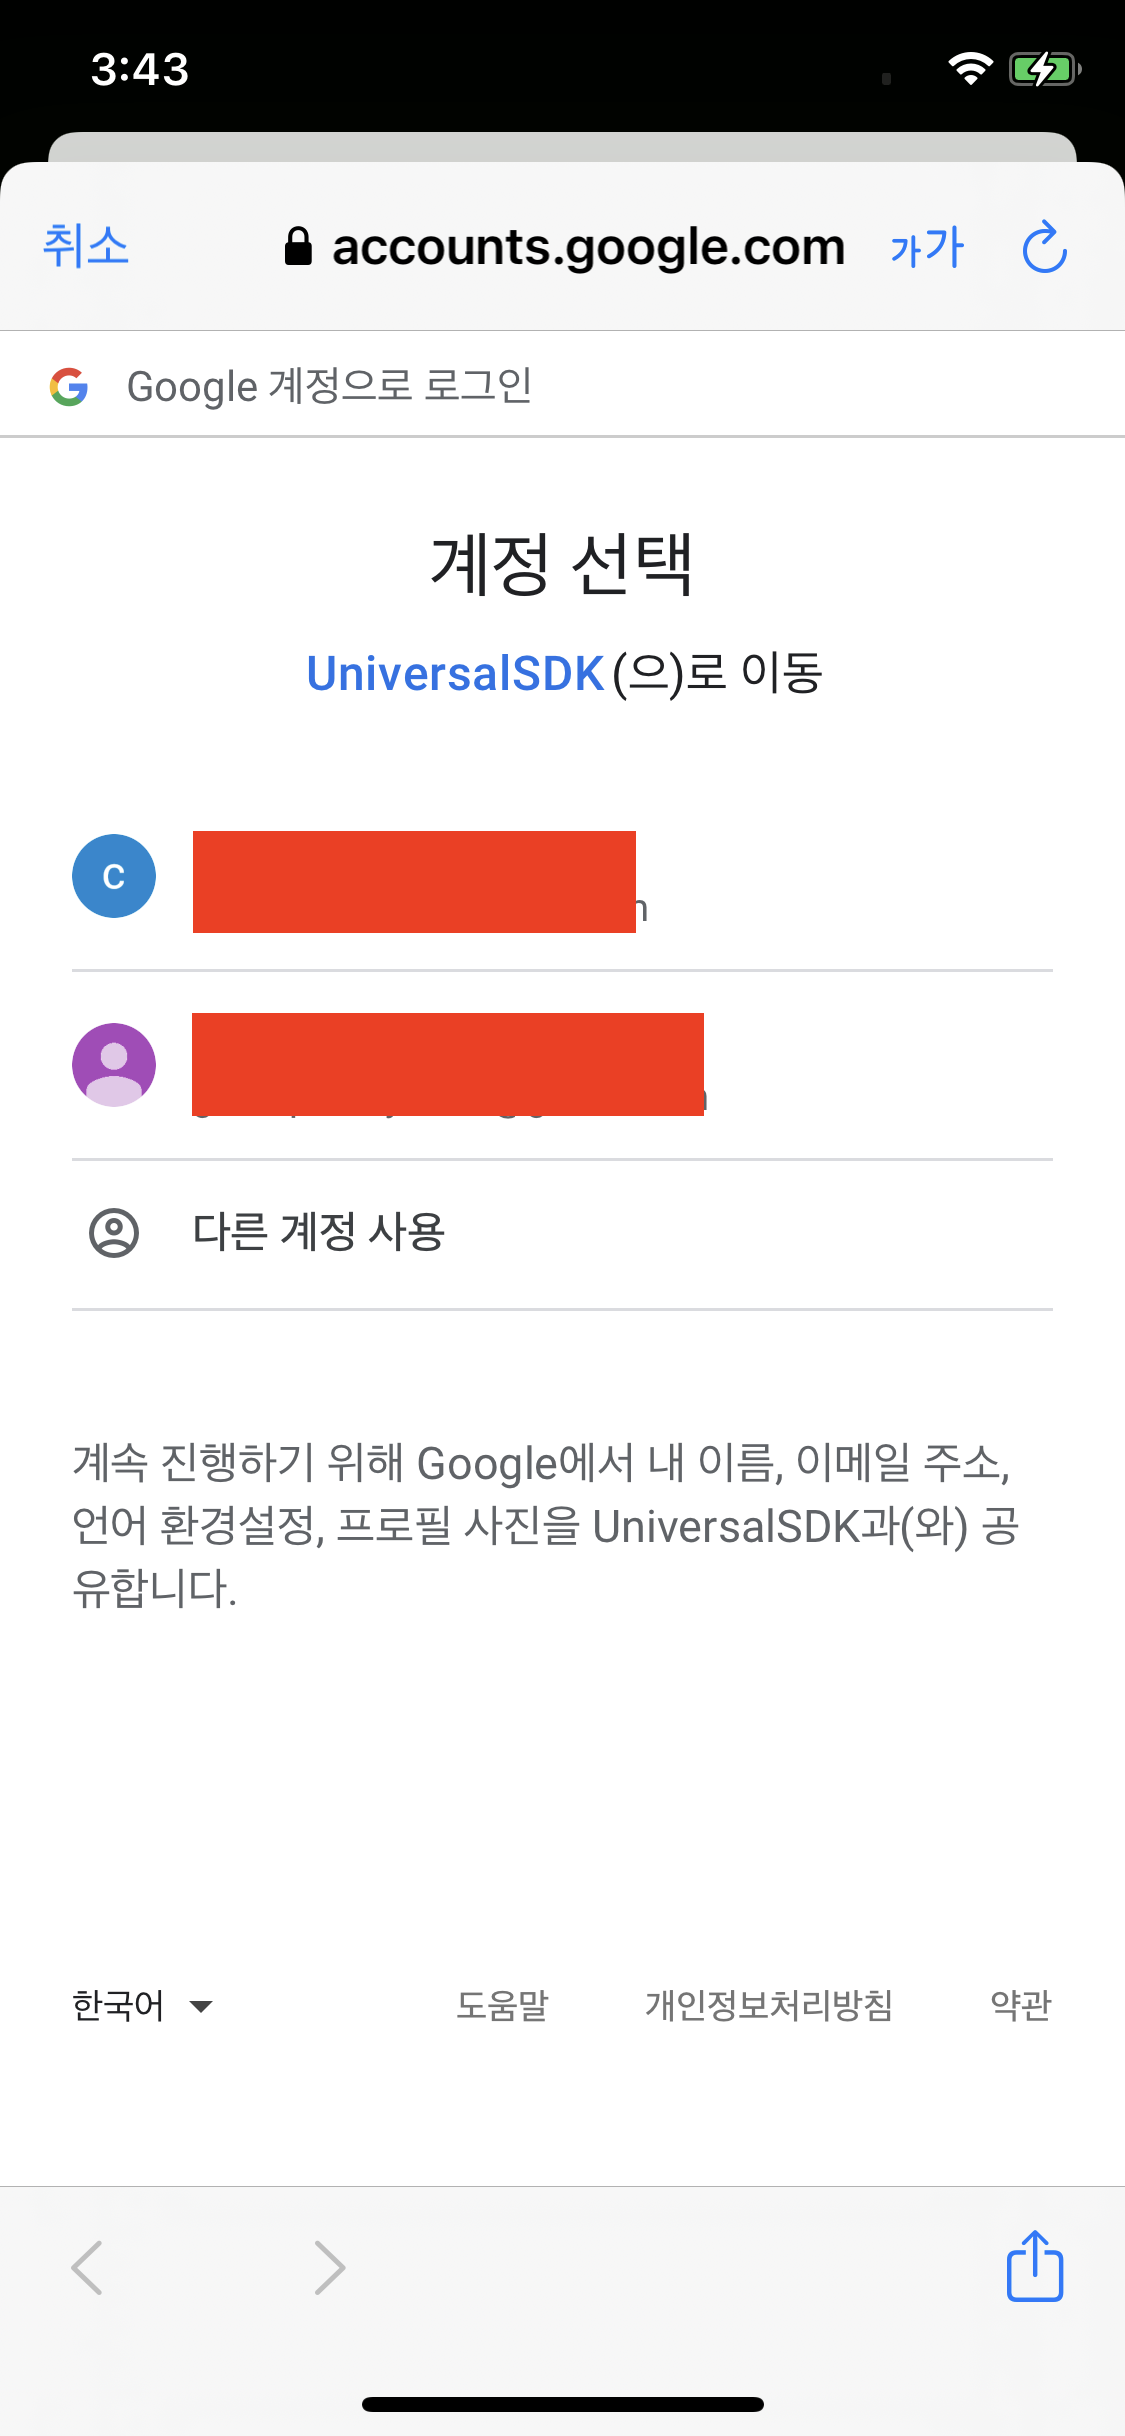 3:43
취소
accounts.google.com
가가
Google 계정으로 로그인
계정 선택
UniversalSDK(으)로 이동
C
다른 계정 사용
계속 진행하기 위해 Google에서 내 이름, 이메일 주소,
언어 환경설정, 프로필 사진을 UniversalSDK과(와) 공
유합니다.
한국어
도움말
개인정보처리방침
약관